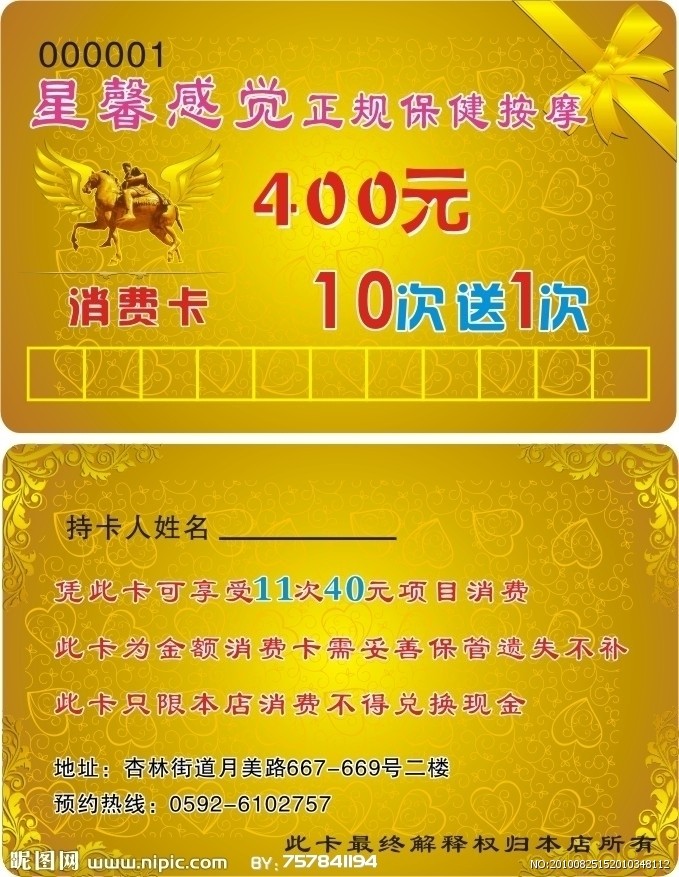 000001
星馨感觉正规保健按摩
400元
消费卡
10次送1次
持卡人姓名
凭此卡可享受11次40元项目消费
此卡为金额消费卡需妥善保管遗失不补
此卡只限本店消费不得兑换现金
地址：杏林街道月美路667-669号二楼
预约热线：0592-6102757
此卡最终解释权归本店所有
昵图网 www.nipic.com BY: 757841194
NO:20100825152010348112